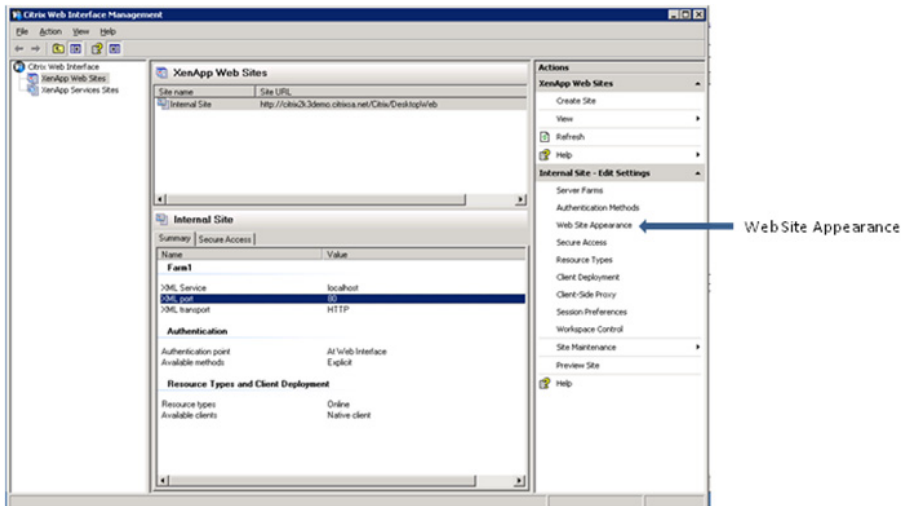 Citrix Web Interface Management
File Action View Help
Citrix Web Interface
XenApp Web Sites
XenApp Services Sites
XenApp Web Sites
Site name Site URL
Internal Site http://citrix2k3demo.citrixsa.net/Citrix/DesktopWeb
Internal Site
Summary Secure Access
Name Value
Farm1
XML Service localhost
XML port 80
XML transport HTTP
Authentication
Authentication point At Web Interface
Available methods Explicit
Resource Types and Client Deployment
Resource types Online
Available clients Native client
Actions
XenApp Web Sites
Create Site
View
Refresh
Help
Internal Site - Edit Settings
Server Farms
Authentication Methods
Web Site Appearance
Secure Access
Resource Types
Client Deployment
Client-Side Proxy
Session Preferences
Workspace Control
Site Maintenance
Preview Site
Help
Web Site Appearance